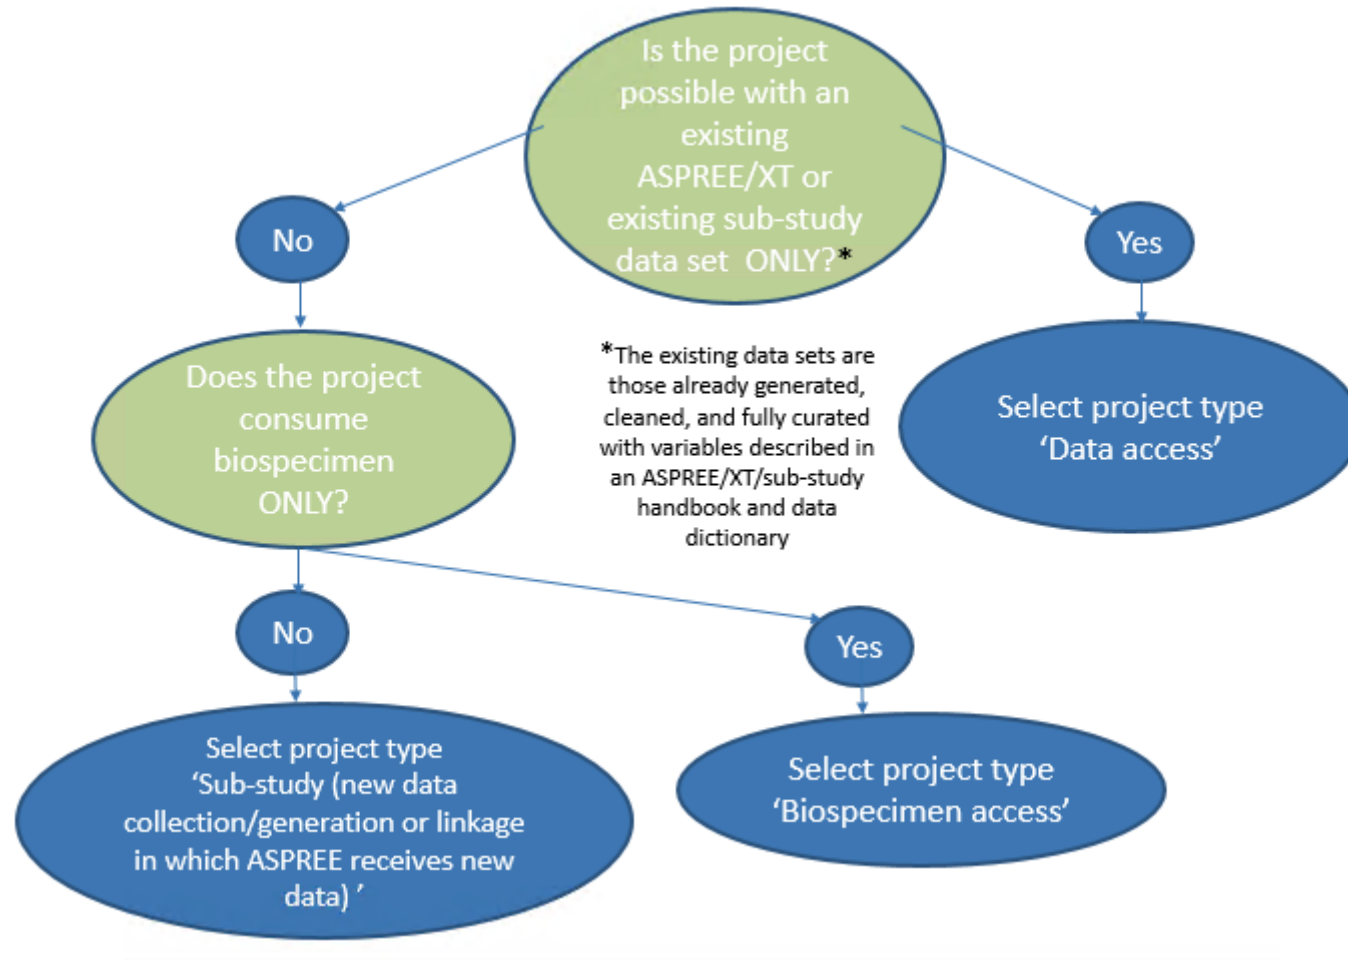 Is the project
possible with an
existing
ASPREE/XT or
existing sub-study
data set ONLY?*
No
Yes
*The existing data sets are
those already generated,
cleaned, and fully curated
with variables described in
an ASPREE/XT/sub-study
handbook and data
dictionary
Does the project
consume
biospecimen
ONLY?
Select project type
‘Data access’
No
Yes
Select project type
‘Sub-study (new data
collection/generation or linkage
in which ASPREE receives new
data) ’
Select project type
‘Biospecimen access’